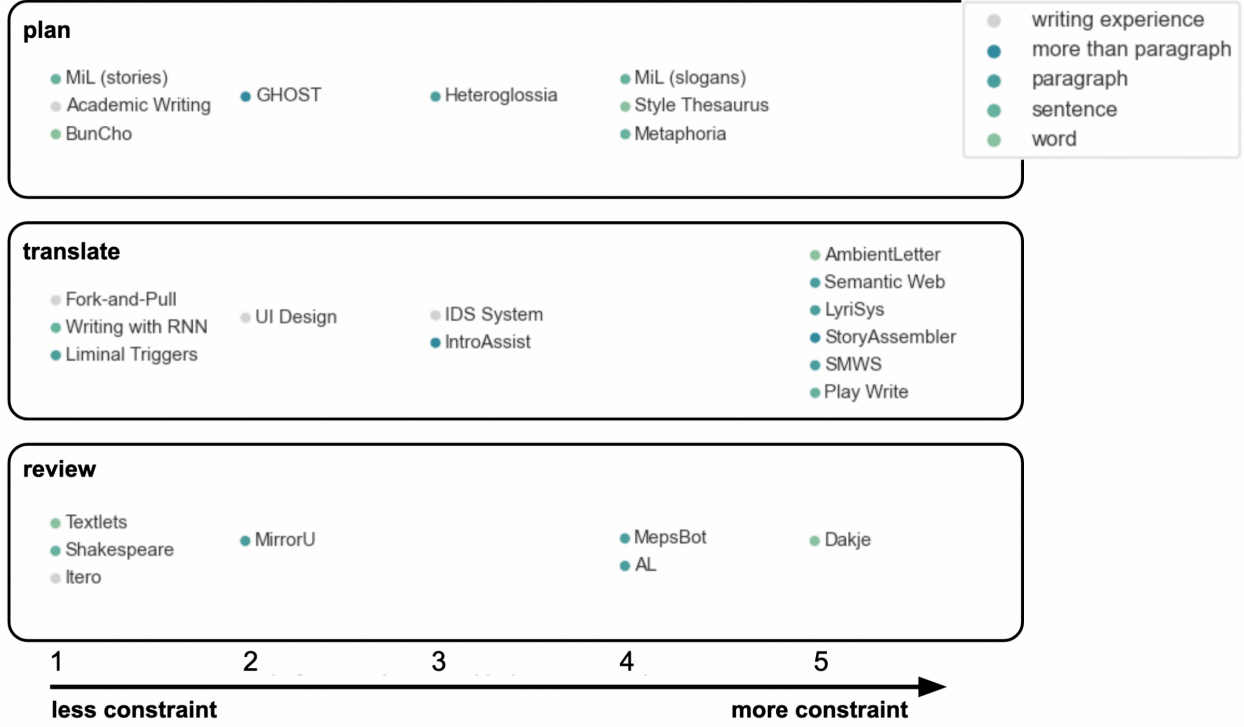 plan
MiL (stories)
Academic Writing
BunCho
GHOST
Heteroglossia
MiL (slogans)
Style Thesaurus
Metaphoria
writing experience
more than paragraph
paragraph
sentence
word
translate
Fork-and-Pull
Writing with RNN
Liminal Triggers
UI Design
IDS System
IntroAssist
AmbientLetter
Semantic Web
LyriSys
StoryAssembler
SMWS
Play Write
review
Textlets
Shakespeare
Itero
MirrorU
MepsBot
AL
Dakje
1 2 3 4 5
less constraint more constraint